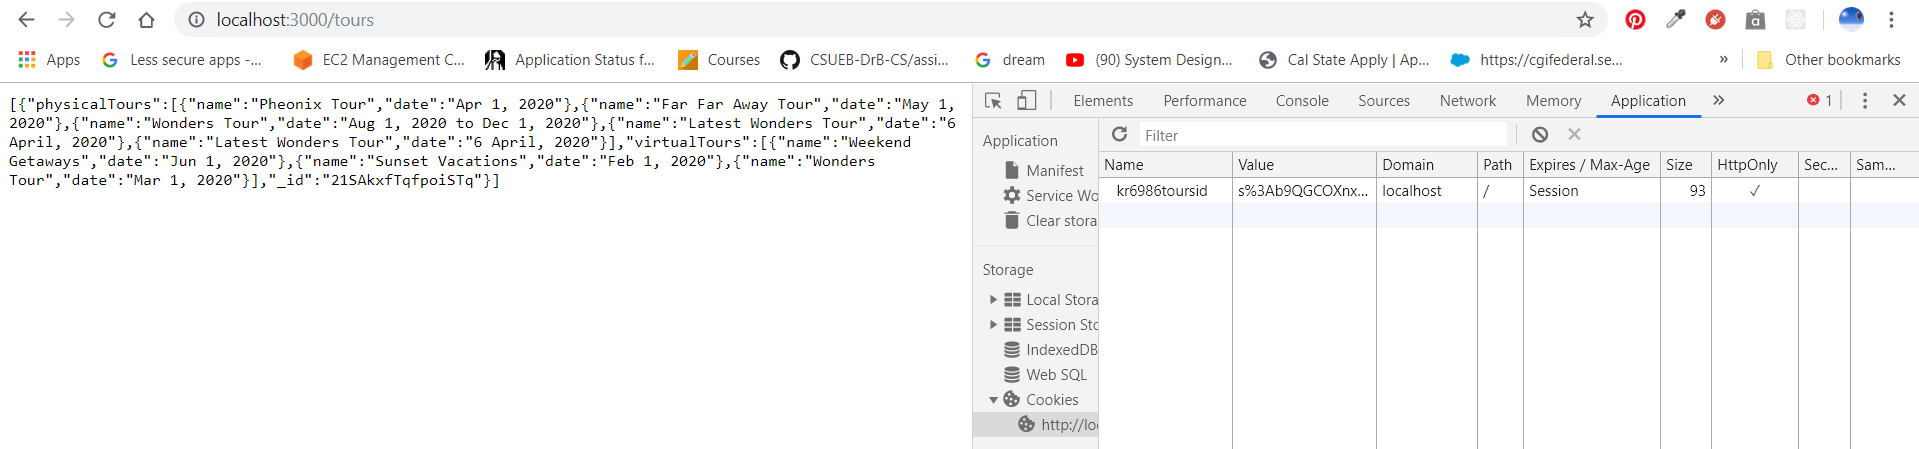 localhost:3000/tours
Apps Less secure apps -... EC2 Management C... Application Status f... Courses CSUEB-DrB-CS/assi... dream (90) System Design... Cal State Apply | Ap... https://cgifederal.se... » Other bookmarks
[{"physicalTours":[{"name":"Pheonix Tour","date":"Apr 1, 2020"},{"name":"Far Far Away Tour","date":"May 1,
2020"},{"name":"Wonders Tour","date":"Aug 1, 2020 to Dec 1, 2020"},{"name":"Latest Wonders Tour","date":"6
April, 2020"},{"name":"Latest Wonders Tour","date":"6 April, 2020"}],"virtualTours":[{"name":"Weekend
Getaways","date":"Jun 1, 2020"},{"name":"Sunset Vacations","date":"Feb 1, 2020"},{"name":"Wonders
Tour","date":"Mar 1, 2020"}],"_id":"21SAkxfTqfpoiSTq"}]
Elements Performance Console Sources Network Memory Application » 1
Application
Manifest
Service Wo
Clear stora
Storage
Local Stora
Session Sto
IndexedDB
Web SQL
Cookies
http://lo
Filter
Name Value Domain Path Expires / Max-Age Size HttpOnly Sec... Sam...
kr6986toursid s%3Ab9QGCOXnx... localhost / Session 93 ✓